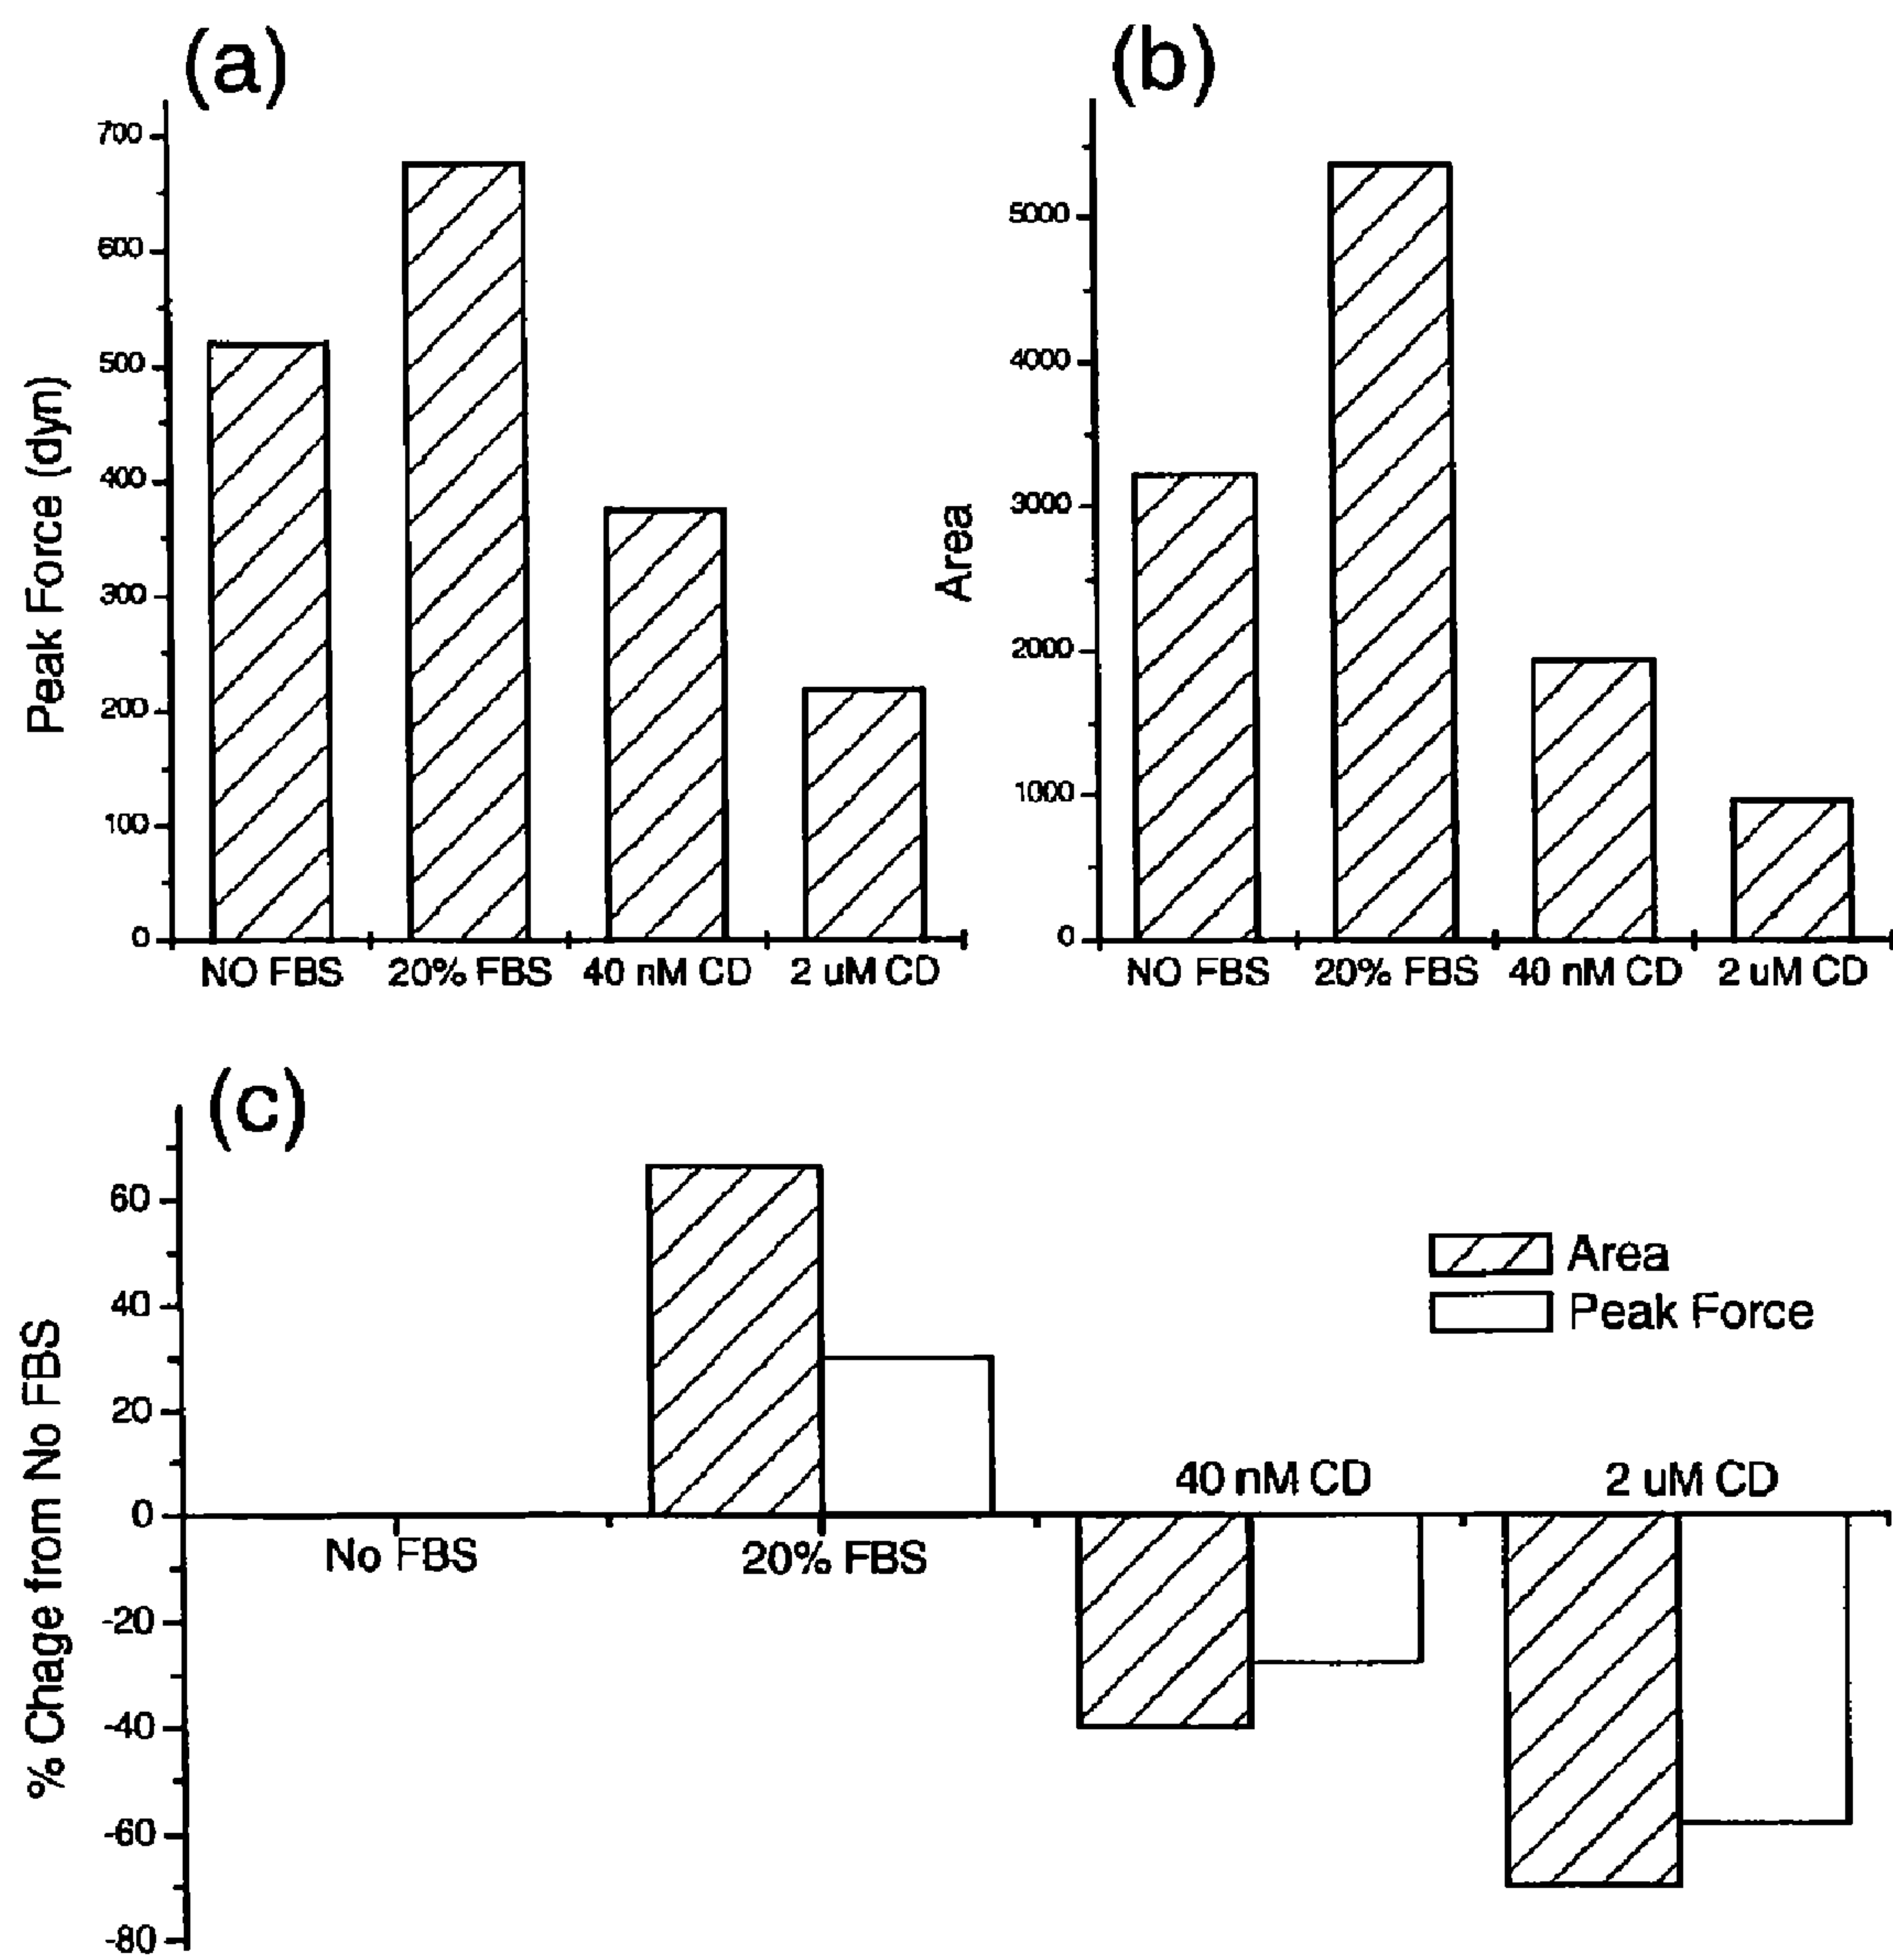 (a)
700
600
500
400
300
200
100
0
Peak Force (dyn)
NO FBS 20% FBS 40 nM CD 2 uM CD
(b)
5000
4000
3000
2000
1000
0
Area
NO FBS 20% FBS 40 nM CD 2 uM CD
(c)
60
40
20
0
-20
-40
-60
-80
% Chage from No FBS
Area
Peak Force
40 nM CD 2 uM CD
No FBS 20% FBS